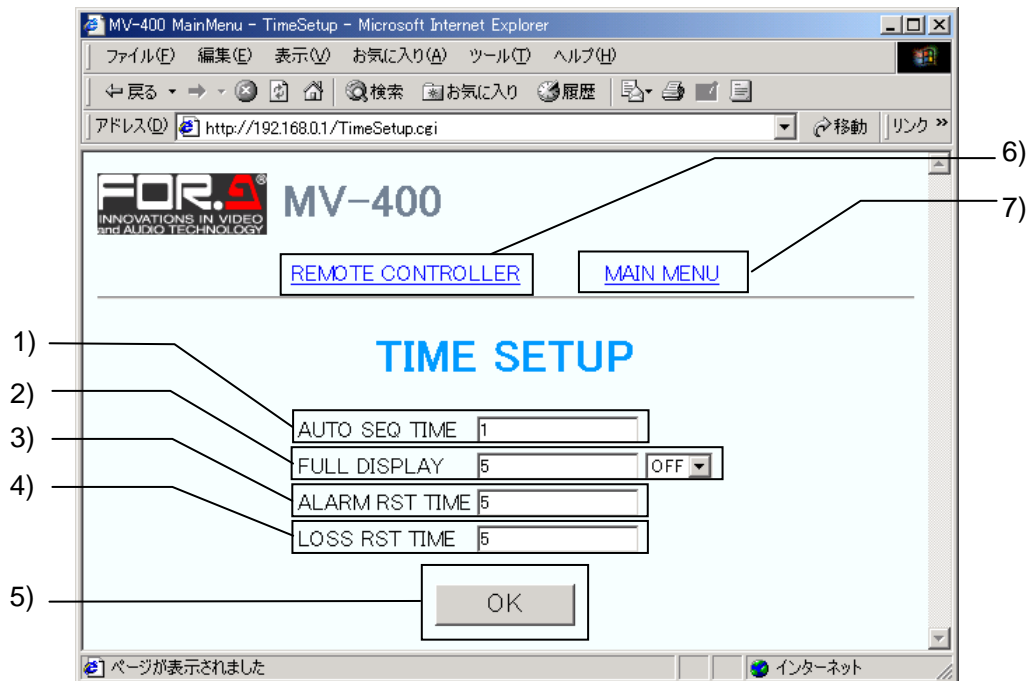 MV-400 MainMenu - TimeSetup - Microsoft Internet Explorer
ファイル(F) 編集(E) 表示(V) お気に入り(A) ツール(T) ヘルプ(H)
戻る 検索 お気に入り 履歴
アドレス(D) http://192.168.0.1/TimeSetup.cgi 移動 リンク »
6)
FOR.A® MV-400
INNOVATIONS IN VIDEO
and AUDIO TECHNOLOGY
7)
REMOTE CONTROLLER MAIN MENU
1)
TIME SETUP
2)
AUTO SEQ TIME 1
3)
FULL DISPLAY 5 OFF
4)
ALARM RST TIME 5
LOSS RST TIME 5
5)
OK
ページが表示されました インターネット